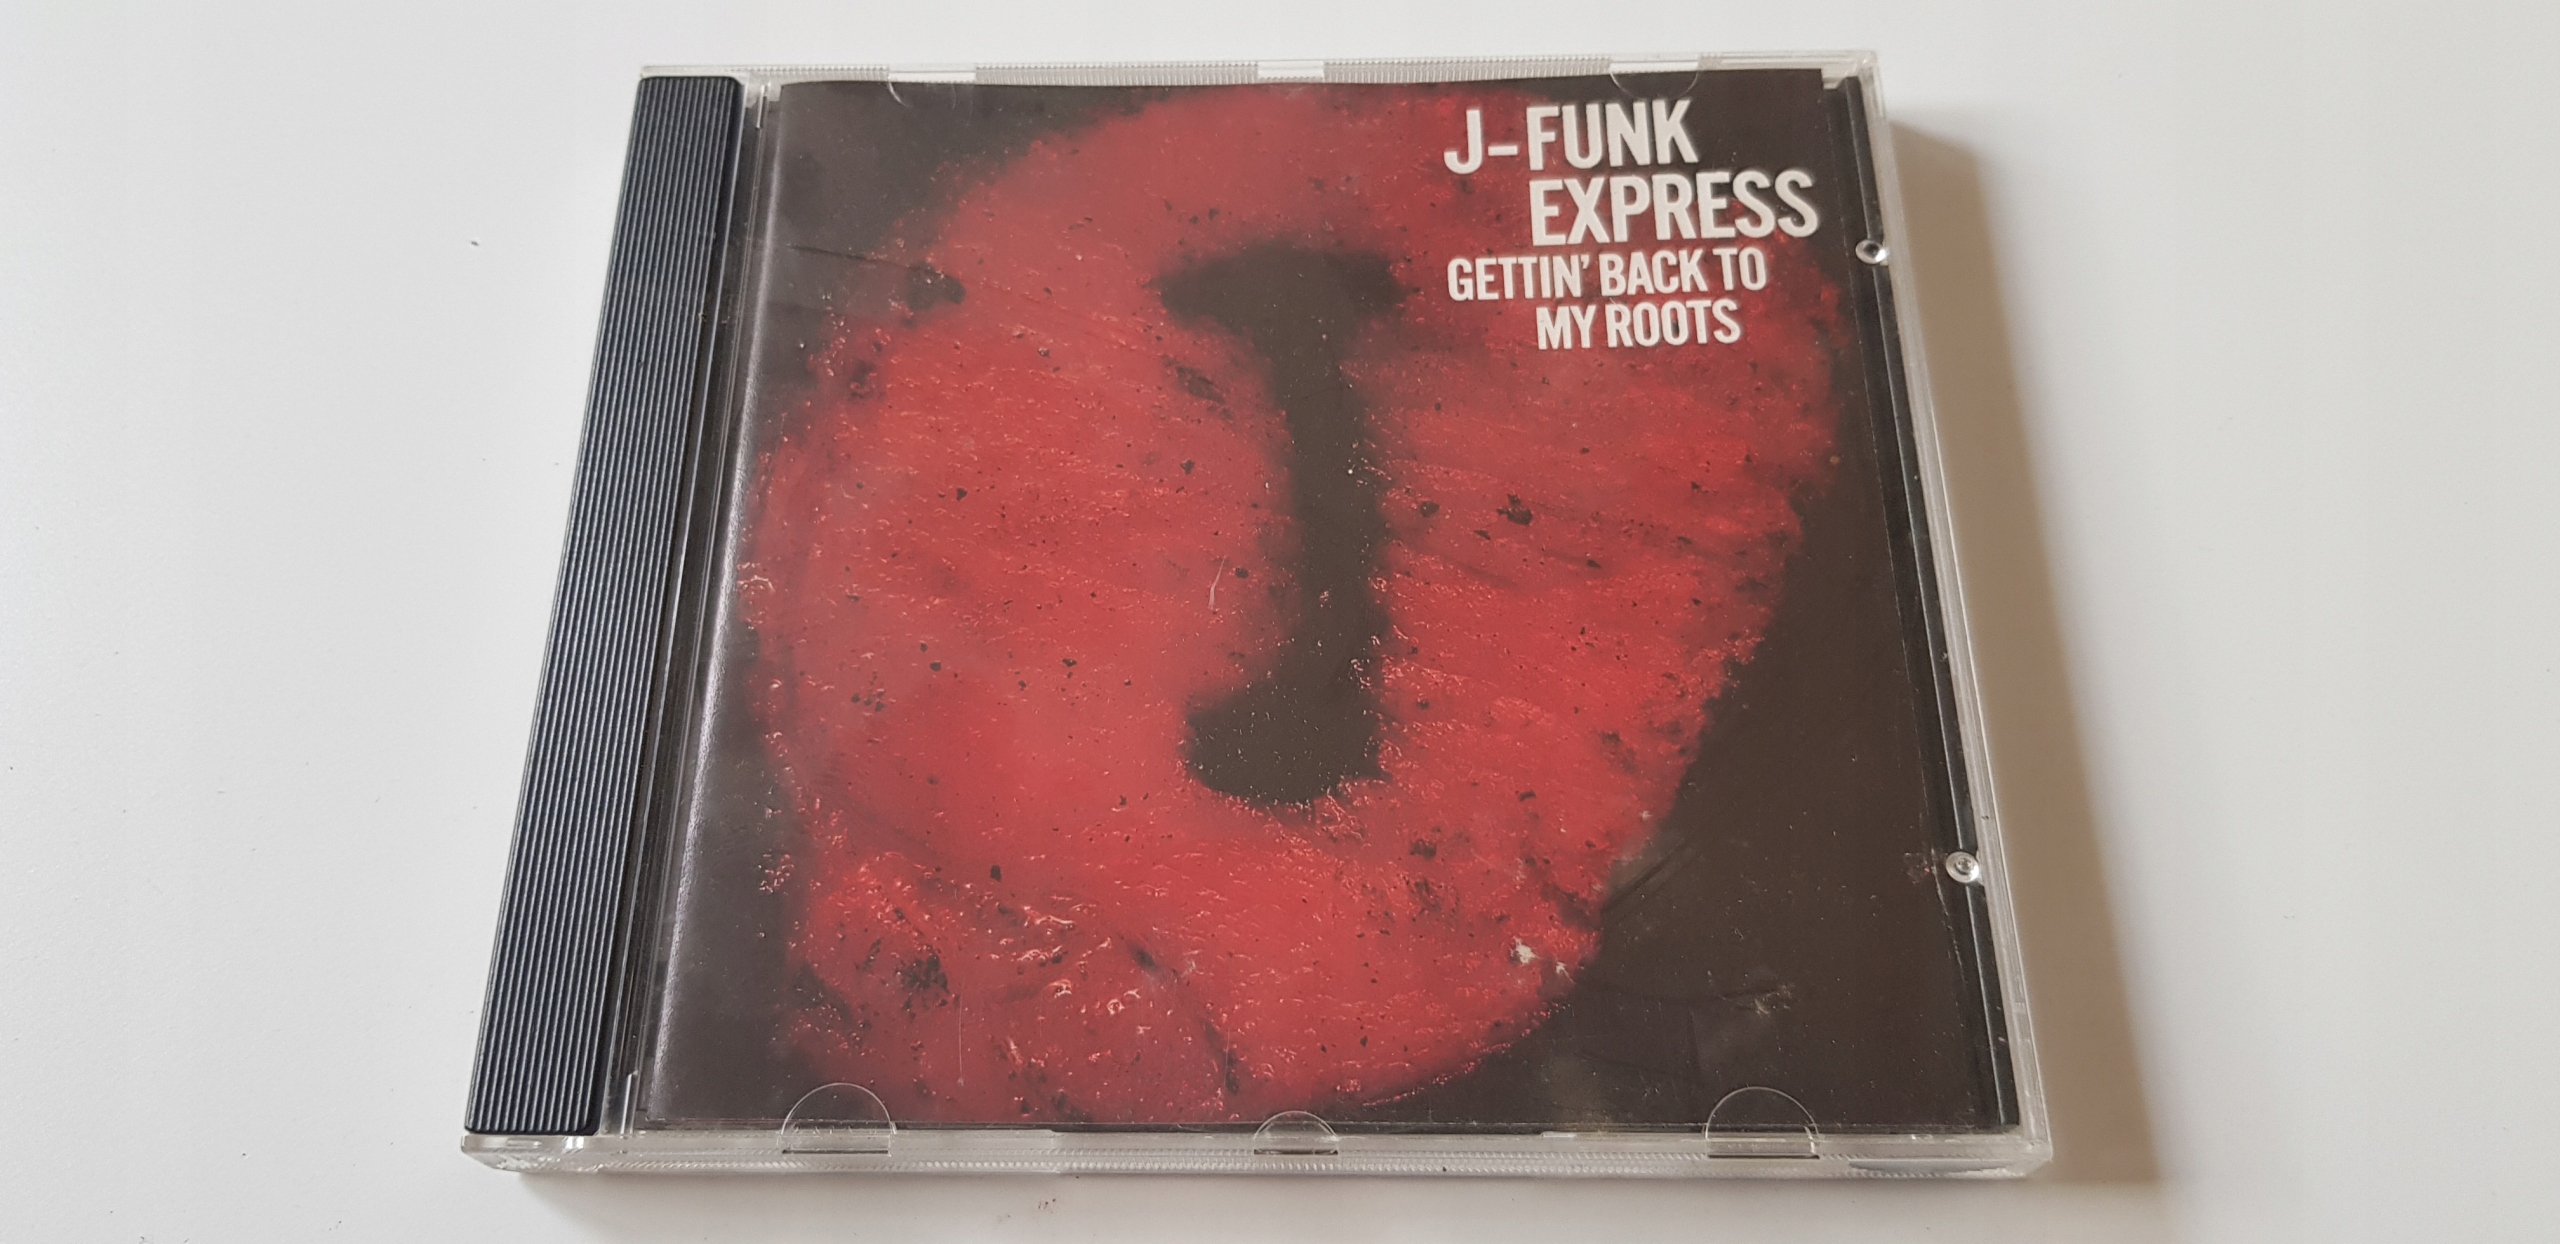 J-FUNK
EXPRESS
GETTIN' BACK TO
MY ROOTS
J